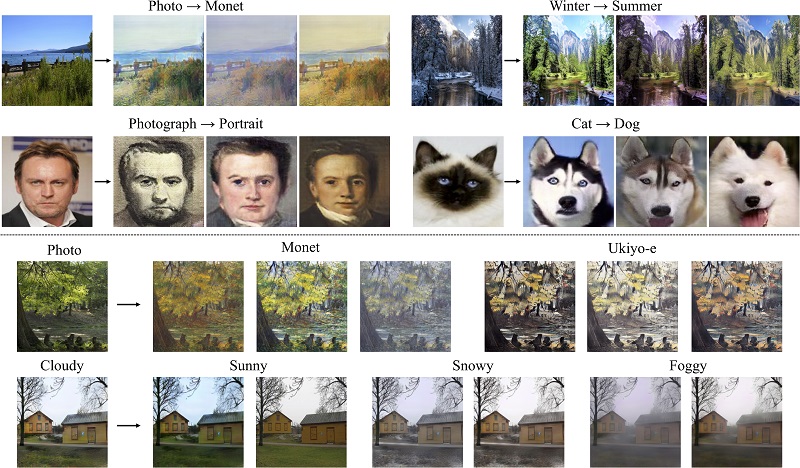 Photo → Monet
Winter → Summer
Photograph → Portrait
Cat → Dog
Photo
Monet
Ukiyo-e
Cloudy
Sunny
Snowy
Foggy